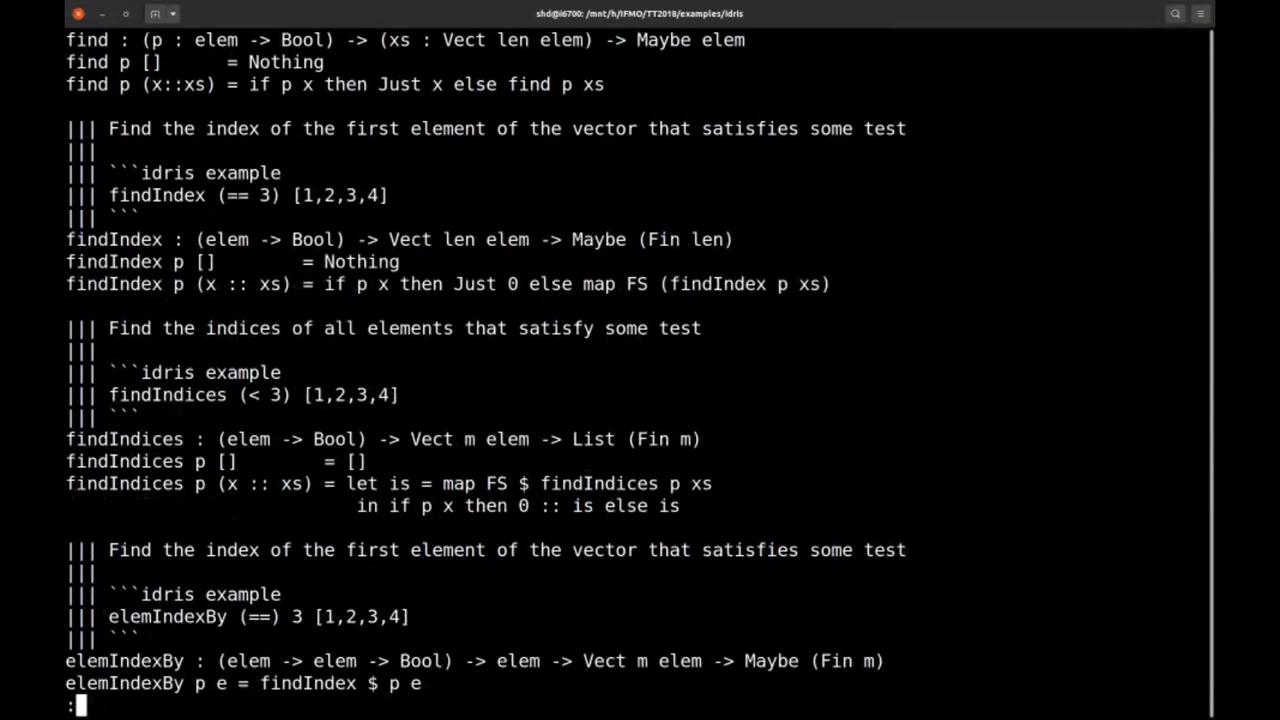 shd@i6700: /mnt/h/IFMO/TT2018/examples/idris
find : (p : elem -> Bool) -> (xs : Vect len elem) -> Maybe elem
find p []      = Nothing
find p (x::xs) = if p x then Just x else find p xs

||| Find the index of the first element of the vector that satisfies some test
|||
||| ```idris example
||| findIndex (== 3) [1,2,3,4]
||| ```
findIndex : (elem -> Bool) -> Vect len elem -> Maybe (Fin len)
findIndex p []        = Nothing
findIndex p (x :: xs) = if p x then Just 0 else map FS (findIndex p xs)

||| Find the indices of all elements that satisfy some test
|||
||| ```idris example
||| findIndices (< 3) [1,2,3,4]
||| ```
findIndices : (elem -> Bool) -> Vect m elem -> List (Fin m)
findIndices p []        = []
findIndices p (x :: xs) = let is = map FS $ findIndices p xs
                           in if p x then 0 :: is else is

||| Find the index of the first element of the vector that satisfies some test
|||
||| ```idris example
||| elemIndexBy (==) 3 [1,2,3,4]
||| ```
elemIndexBy : (elem -> elem -> Bool) -> elem -> Vect m elem -> Maybe (Fin m)
elemIndexBy p e = findIndex $ p e
: